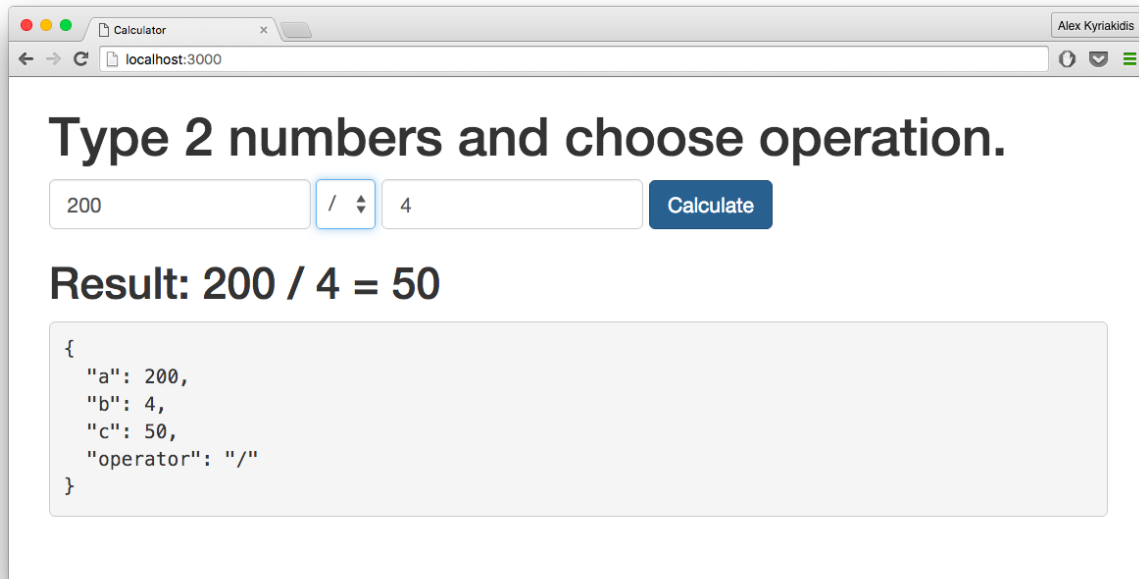 Calculator
Alex Kyriakidis
localhost:3000
Type 2 numbers and choose operation.
200 / 4 Calculate
Result: 200 / 4 = 50
{
"a": 200,
"b": 4,
"c": 50,
"operator": "/"
}